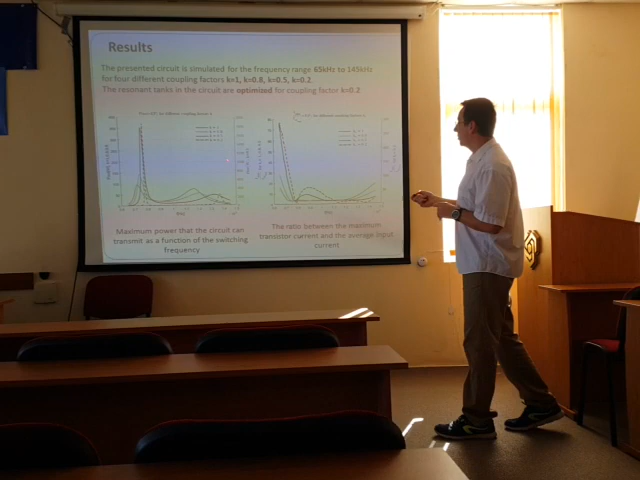 Results
The presented circuit is simulated for the frequency range 65kHz to 145kHz
for four different coupling factors k=1, k=0.8, k=0.5, k=0.2
The resonant tanks in the circuit are optimized for coupling factor k=0.2
Maximum power that the circuit can
transmit as a function of the switching
frequency
The ratio between the maximum
transistor current and the average input
current